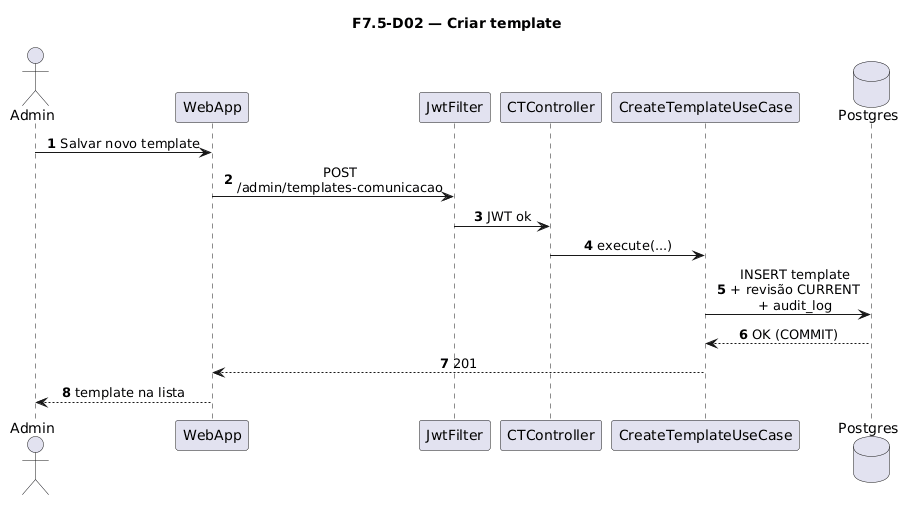 F7.5-D02 — Criar template
Admin
WebApp
JwtFilter
CTController
CreateTemplateUseCase
Postgres
1 Salvar novo template
POST
2 /admin/templates-comunicacao
3 JWT ok
4 execute(...)
INSERT template
5 + revisão CURRENT
+ audit_log
6 OK (COMMIT)
7 201
8 template na lista
Admin
WebApp
JwtFilter
CTController
CreateTemplateUseCase
Postgres